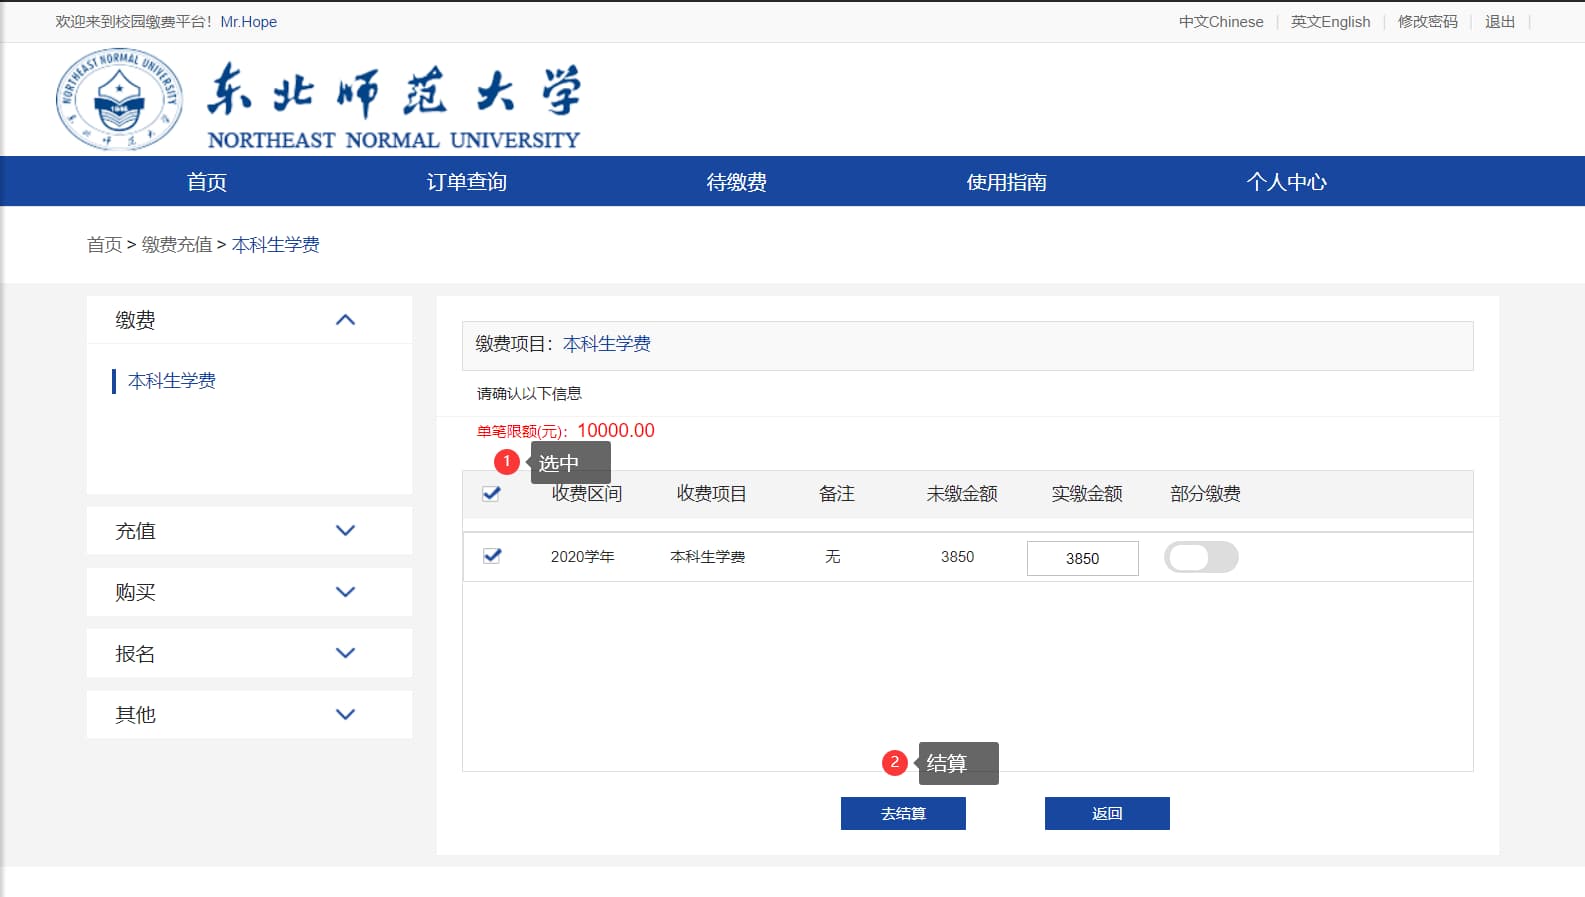 欢迎来到校园缴费平台！Mr.Hope
中文Chinese | 英文English | 修改密码 | 退出 |
NORTHEAST NORMAL UNIVERSITY
1946
东北师范大学
东北师范大学
NORTHEAST NORMAL UNIVERSITY
首页 订单查询 待缴费 使用指南 个人中心
首页 > 缴费充值 > 本科生学费
缴费
本科生学费
充值
购买
报名
其他
缴费项目：本科生学费
请确认以下信息
单笔限额(元)：10000.00
1 选中
收费区间 收费项目 备注 未缴金额 实缴金额 部分缴费
2020学年 本科生学费 无 3850 3850
2 结算
去结算 返回